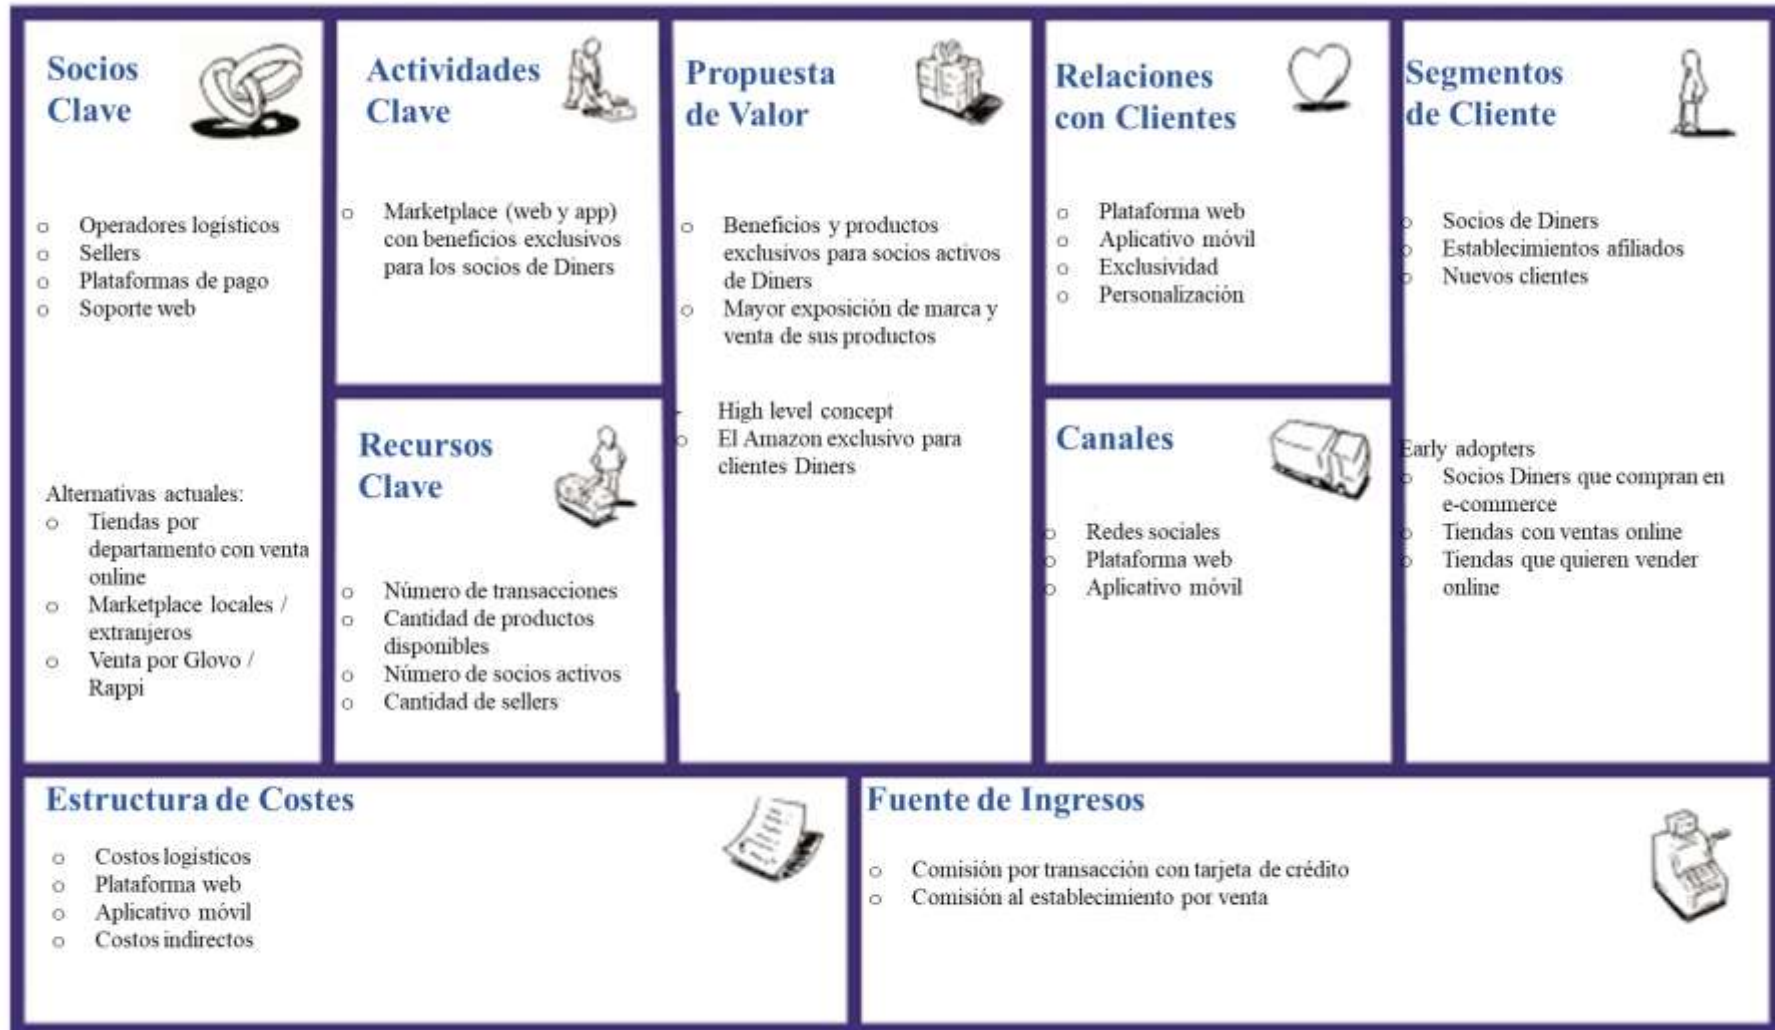 Socios
Clave
○ Operadores logísticos
○ Sellers
○ Plataformas de pago
○ Soporte web
Alternativas actuales:
○ Tiendas por
departamento con venta
online
○ Marketplace locales /
extranjeros
○ Venta por Glovo /
Rappi
Actividades
Clave
○ Marketplace (web y app)
con beneficios exclusivos
para los socios de Diners
Recursos
Clave
○ Número de transacciones
○ Cantidad de productos
disponibles
○ Número de socios activos
○ Cantidad de sellers
Propuesta
de Valor
○ Beneficios y productos
exclusivos para socios activos
de Diners
○ Mayor exposición de marca y
venta de sus productos
- High level concept
○ El Amazon exclusivo para
clientes Diners
Relaciones
con Clientes
○ Plataforma web
○ Aplicativo móvil
○ Exclusividad
○ Personalización
Canales
○ Redes sociales
○ Plataforma web
○ Aplicativo móvil
Segmentos
de Cliente
○ Socios de Diners
○ Establecimientos afiliados
○ Nuevos clientes
Early adopters
○ Socios Diners que compran en
e-commerce
○ Tiendas con ventas online
○ Tiendas que quieren vender
online
Estructura de Costes
○ Costos logísticos
○ Plataforma web
○ Aplicativo móvil
○ Costos indirectos
Fuente de Ingresos
○ Comisión por transacción con tarjeta de crédito
○ Comisión al establecimiento por venta